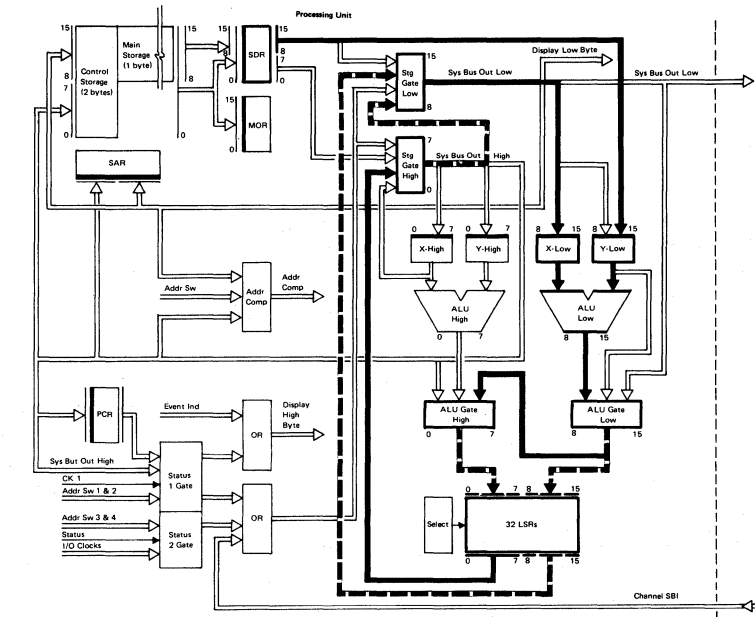 Processing Unit
15
15
15
15
Main
Storage
(1 byte)
8
8
SDR
8
7
15
Display Low Byte
Control
Storage
(2 bytes)
Stg
Gate
Low
Sys Bus Out Low
Sys Bus Out Low
8
7
0
0
15
MOR
0
0
8
0
7
SAR
Stg
Gate
High
Sys Bus Out High
0
0 7
0 7
8 15
8 15
X-High
Y-High
X-Low
Y-Low
Addr Sw
Addr
Comp
Addr
Comp
ALU
High
ALU
Low
0 7
8 15
PCR
Event Ind
OR
Display
High
Byte
ALU Gate
High
ALU Gate
Low
0 7
8 15
Sys But Out High
CK 1
Addr Sw 1 & 2
Status
1 Gate
0 7 8 15
Addr Sw 3 & 4
Status
I/O Clocks
Status
2 Gate
OR
Select
32 LSRs
0 7 8 15
Channel SBI